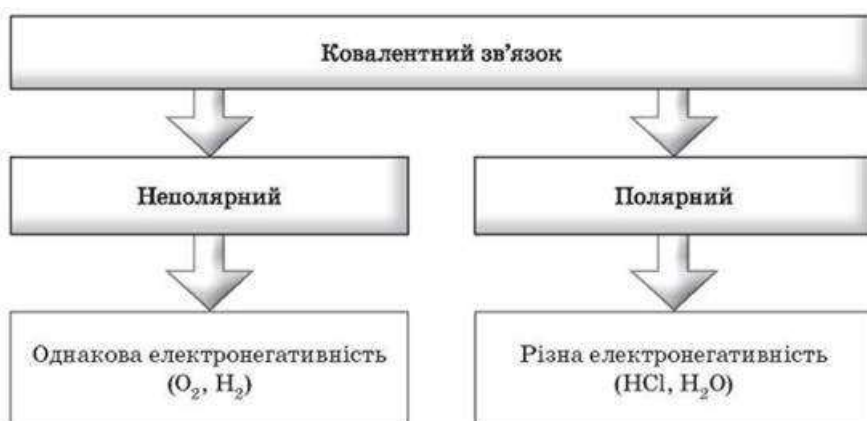 Ковалентний зв'язок
Неполярний
Полярний
Однакова електронегативність
(O₂, H₂)
Різна електронегативність
(HCl, H₂O)